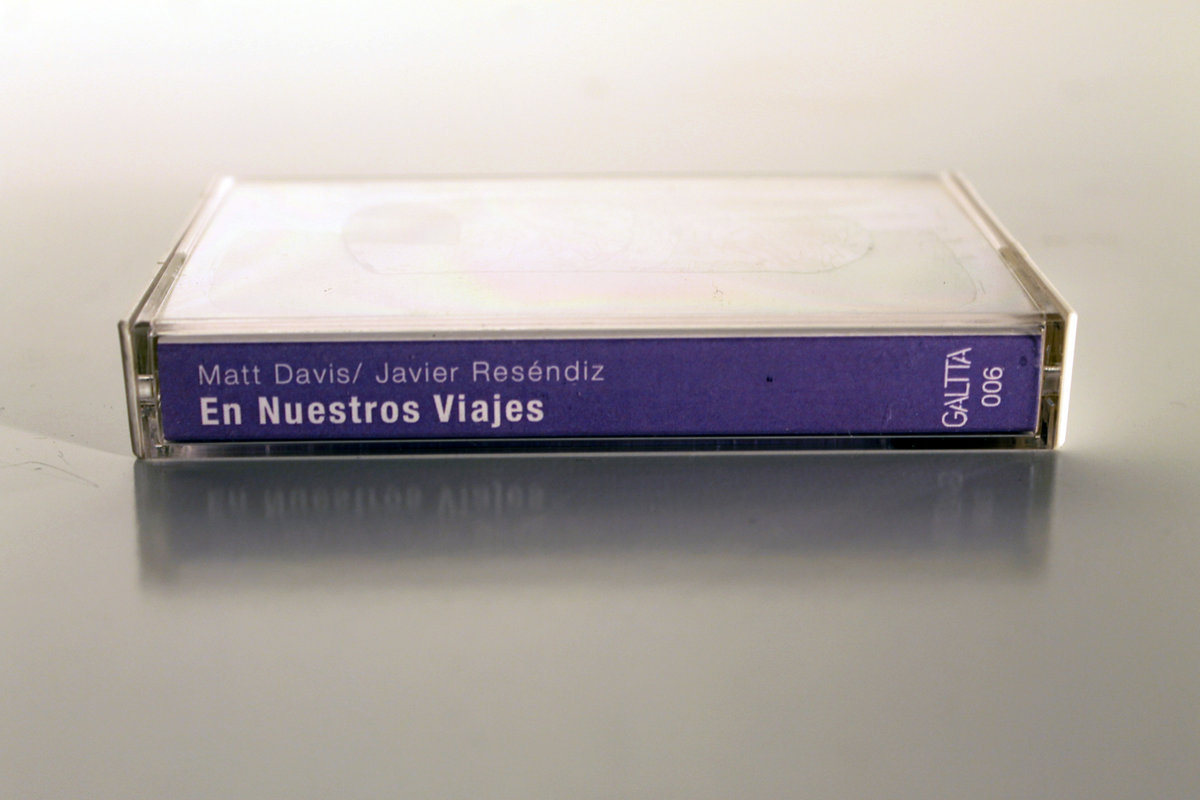 Matt Davis/ Javier Reséndiz
En Nuestros Viajes
GALTTA
006